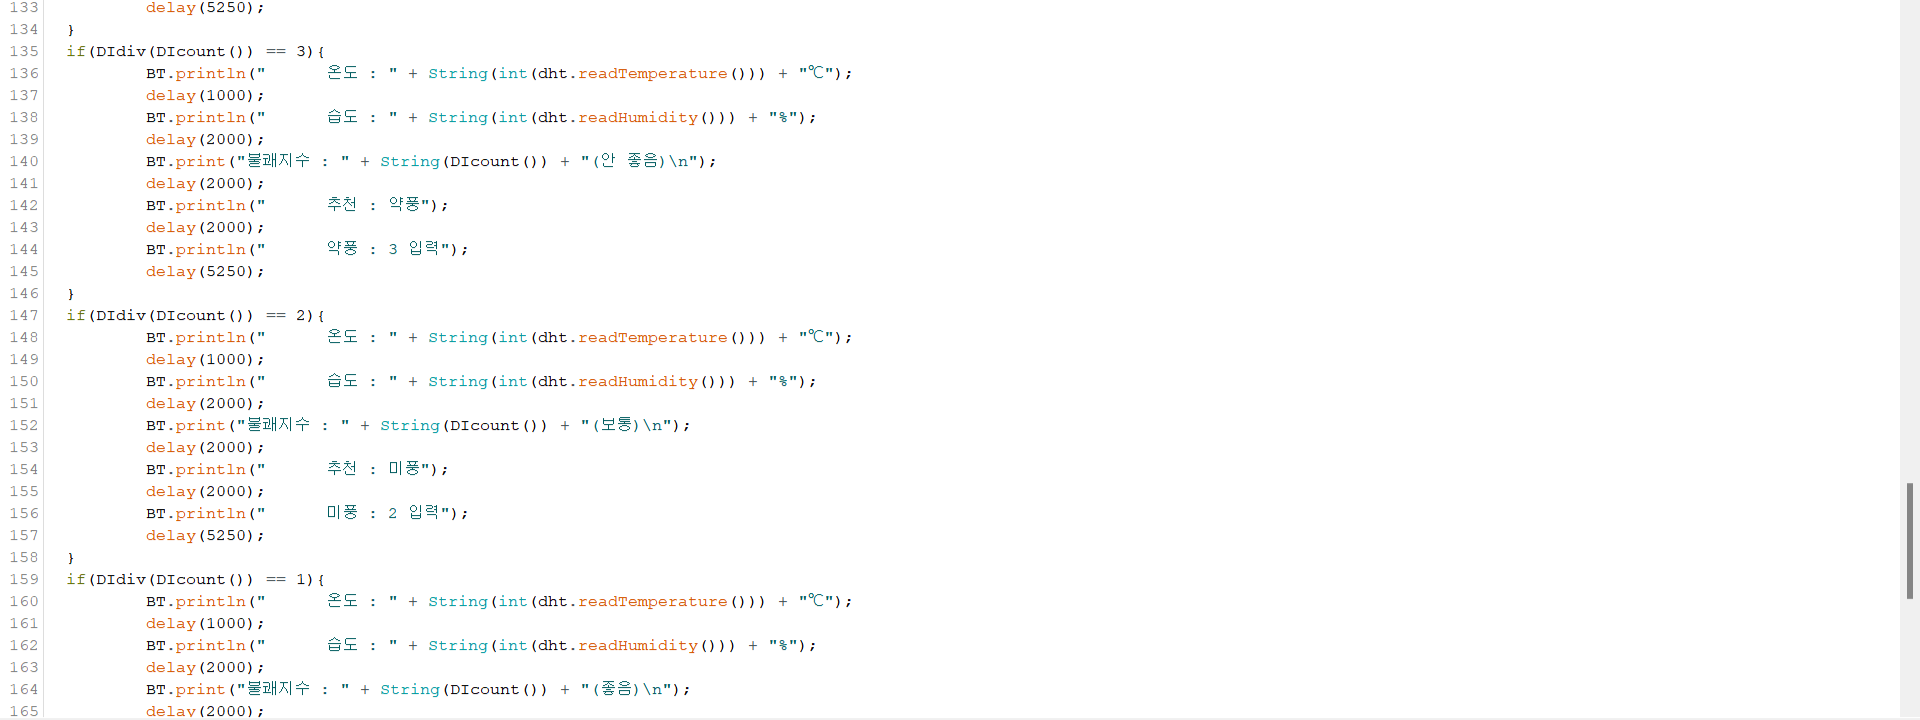 133 delay(5250);
134 }
135 if(DIdiv(DIcount()) == 3){
136 BT.println("      온도 : " + String(int(dht.readTemperature())) + "℃");
137 delay(1000);
138 BT.println("      습도 : " + String(int(dht.readHumidity())) + "%");
139 delay(2000);
140 BT.print("불쾌지수 : " + String(DIcount()) + "(안 좋음)\n");
141 delay(2000);
142 BT.println("      추천 : 약풍");
143 delay(2000);
144 BT.println("      약풍 : 3 입력");
145 delay(5250);
146 }
147 if(DIdiv(DIcount()) == 2){
148 BT.println("      온도 : " + String(int(dht.readTemperature())) + "℃");
149 delay(1000);
150 BT.println("      습도 : " + String(int(dht.readHumidity())) + "%");
151 delay(2000);
152 BT.print("불쾌지수 : " + String(DIcount()) + "(보통)\n");
153 delay(2000);
154 BT.println("      추천 : 미풍");
155 delay(2000);
156 BT.println("      미풍 : 2 입력");
157 delay(5250);
158 }
159 if(DIdiv(DIcount()) == 1){
160 BT.println("      온도 : " + String(int(dht.readTemperature())) + "℃");
161 delay(1000);
162 BT.println("      습도 : " + String(int(dht.readHumidity())) + "%");
163 delay(2000);
164 BT.print("불쾌지수 : " + String(DIcount()) + "(좋음)\n");
165 delay(2000);